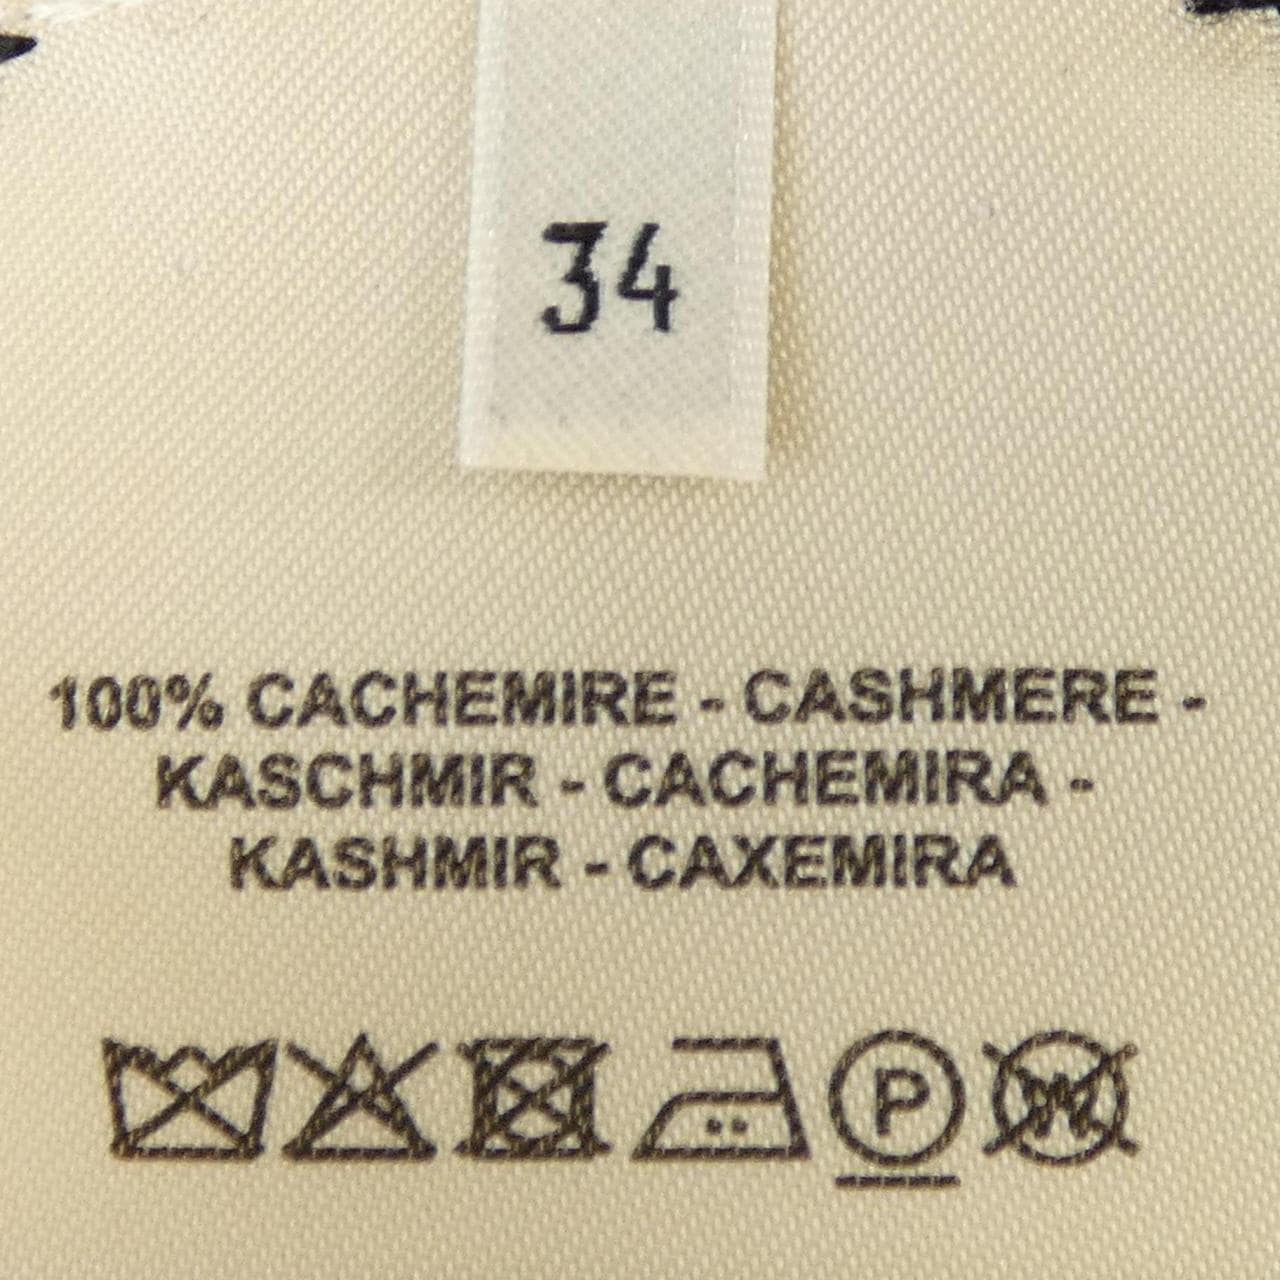 34
100% CACHEMIRE - CASHMERE -
KASCHMIR - CACHEMIRA -
KASHMIR - CAXEMIRA
P W